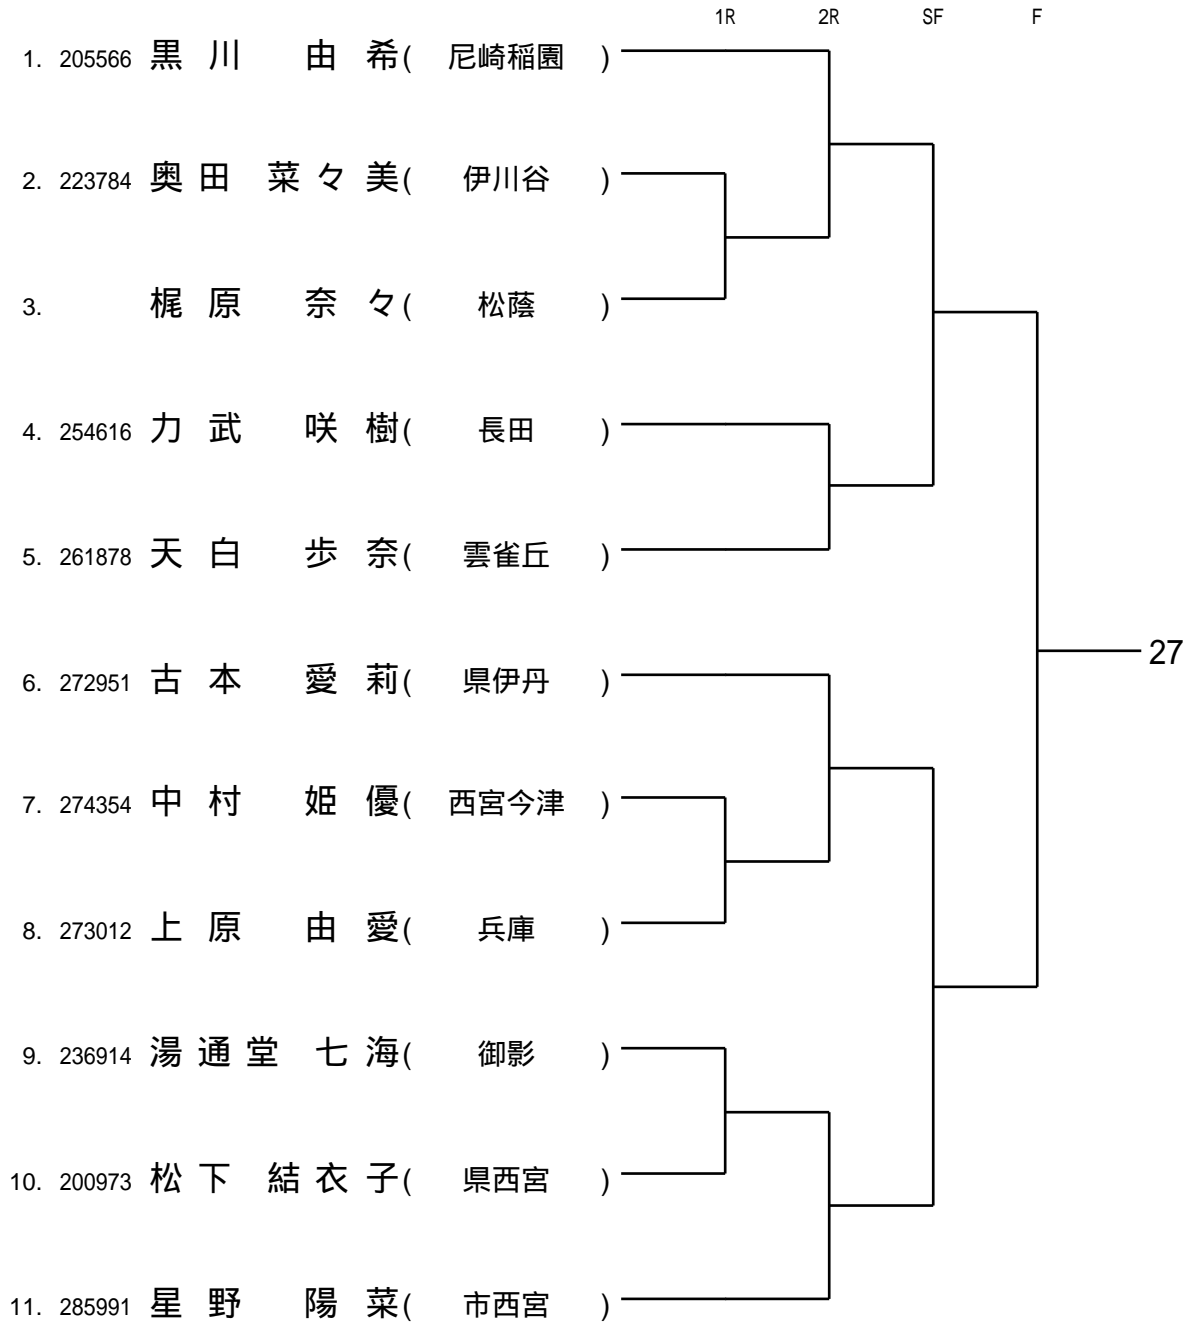 1R 2R SF F
1. 205566 黒川 由希( 尼崎稲園 )
2. 223784 奥田 菜々美( 伊川谷 )
3. 梶原 奈々( 松蔭 )
4. 254616 力武 咲樹( 長田 )
5. 261878 天白 歩奈( 雲雀丘 )
27
6. 272951 古本 愛莉( 県伊丹 )
7. 274354 中村 姫優( 西宮今津 )
8. 273012 上原 由愛( 兵庫 )
9. 236914 湯通堂 七海( 御影 )
10. 200973 松下 結衣子( 県西宮 )
11. 285991 星野 陽菜( 市西宮 )